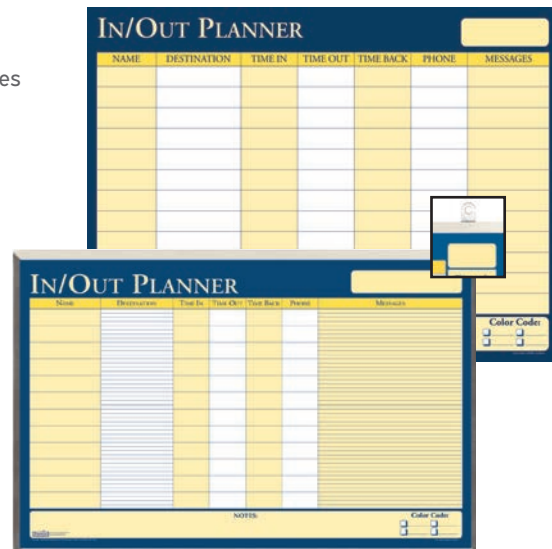 es
IN/OUT PLANNER
NAME DESTINATION TIME IN TIME OUT TIME BACK PHONE MESSAGES
Color Code:
IN/OUT PLANNER
NAME DESTINATION TIME IN TIME OUT TIME BACK PHONE MESSAGES
NOTES:
Color Code: